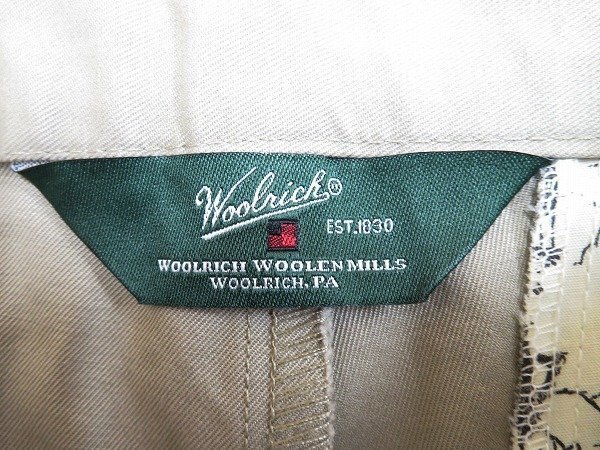 Woolrich®
EST.1830
WOOLRICH WOOLEN MILLS
WOOLRICH, PA